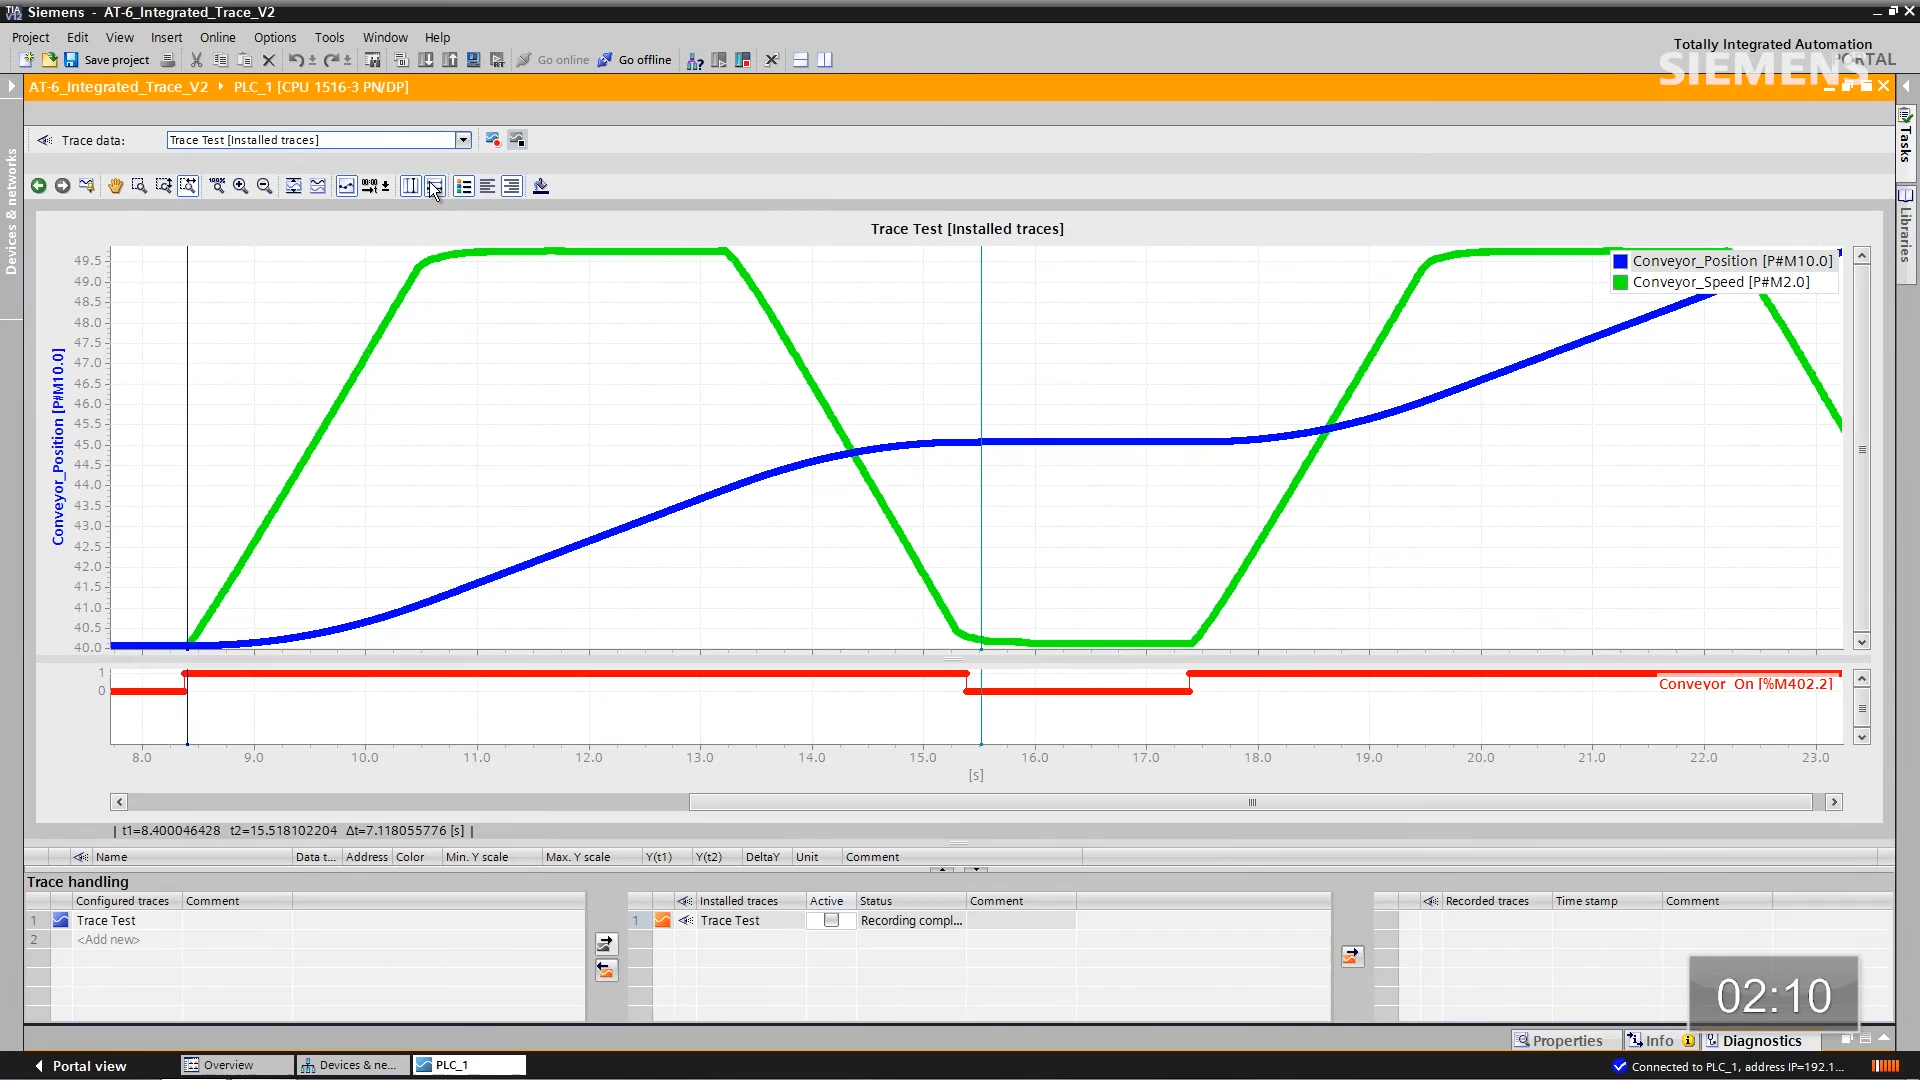 TIA
V12
Siemens - AT-6_Integrated_Trace_V2
Project Edit View Insert Online Options Tools Window Help
Save project Go online Go offline
Totally Integrated Automation
PORTAL
SIEMENS
AT-6_Integrated_Trace_V2 PLC_1 [CPU 1516-3 PN/DP]
Trace data: Trace Test [Installed traces]
Devices & networks
Tasks
Libraries
Trace Test [Installed traces]
Conveyor_Position [P#M10.0]
Conveyor_Speed [P#M2.0]
Conveyor_Position [P#M10.0]
49.5
49.0
48.5
48.0
47.5
47.0
46.5
46.0
45.5
45.0
44.5
44.0
43.5
43.0
42.5
42.0
41.5
41.0
40.5
40.0
1
0
Conveyor_On [%M402.2]
8.0 9.0 10.0 11.0 12.0 13.0 14.0 15.0 16.0 17.0 18.0 19.0 20.0 21.0 22.0 23.0
[s]
| t1=8.400046428 t2=15.518102204 Δt=7.118055776 [s] |
Name Data t... Address Color Min. Y scale Max. Y scale Y(t1) Y(t2) DeltaY Unit Comment
Trace handling
Configured traces Comment
1 Trace Test
2 <Add new>
Installed traces Active Status Comment
1 Trace Test Recording compl...
Recorded traces Time stamp Comment
02:10
Properties Info Diagnostics
Portal view Overview Devices & ne... PLC_1
Connected to PLC_1, address IP=192.1...